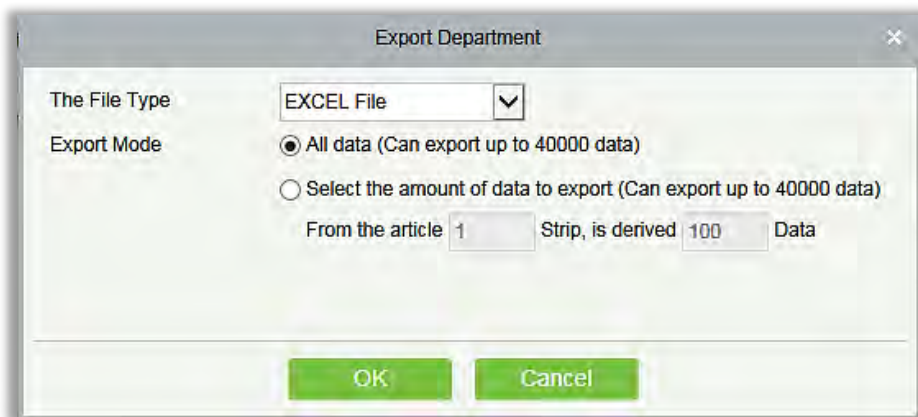 Export Department
The File Type EXCEL File
Export Mode All data (Can export up to 40000 data)
Select the amount of data to export (Can export up to 40000 data)
From the article 1 Strip, is derived 100 Data
OK Cancel